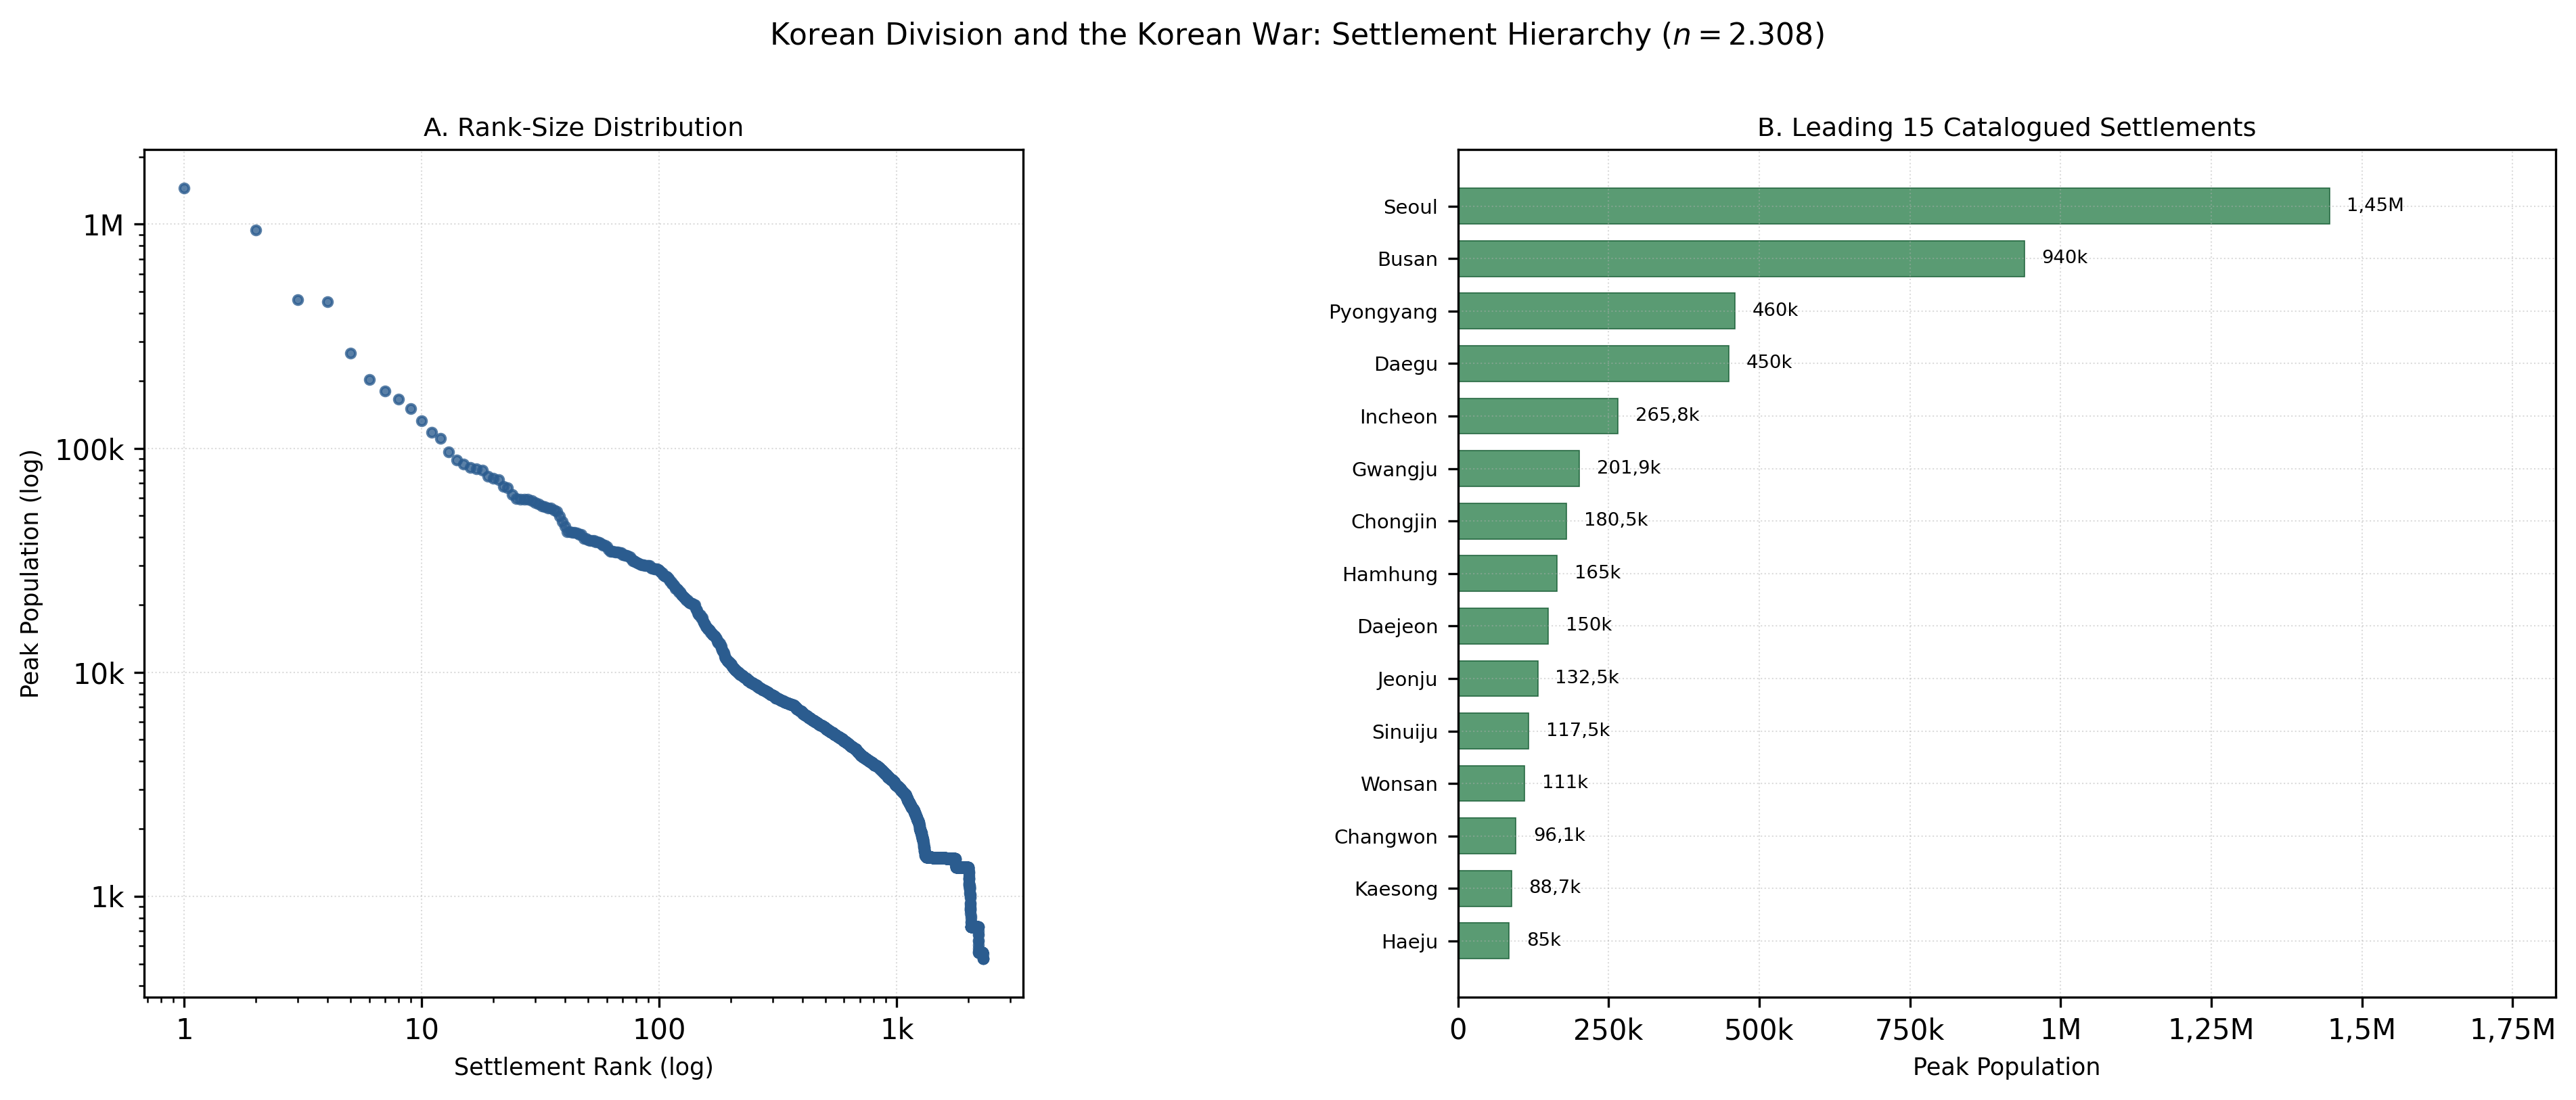 Korean Division and the Korean War: Settlement Hierarchy (n = 2.308)
A. Rank-Size Distribution
1M
100k
10k
1k
Peak Population (log)
1
10
100
1k
Settlement Rank (log)
B. Leading 15 Catalogued Settlements
Seoul 1,45M
Busan 940k
Pyongyang 460k
Daegu 450k
Incheon 265,8k
Gwangju 201,9k
Chongjin 180,5k
Hamhung 165k
Daejeon 150k
Jeonju 132,5k
Sinuiju 117,5k
Wonsan 111k
Changwon 96,1k
Kaesong 88,7k
Haeju 85k
0 250k 500k 750k 1M 1,25M 1,5M 1,75M
Peak Population